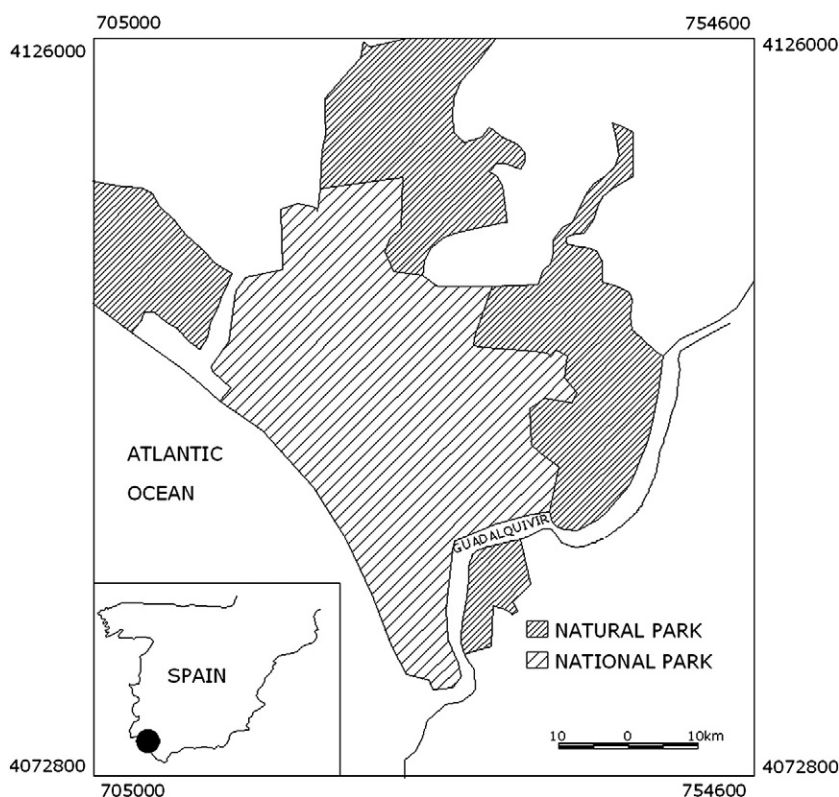 705000
754600
4126000
4126000
ATLANTIC
OCEAN
GUADALQUIVIR
SPAIN
NATURAL PARK
NATIONAL PARK
10 0 10km
4072800
4072800
705000
754600